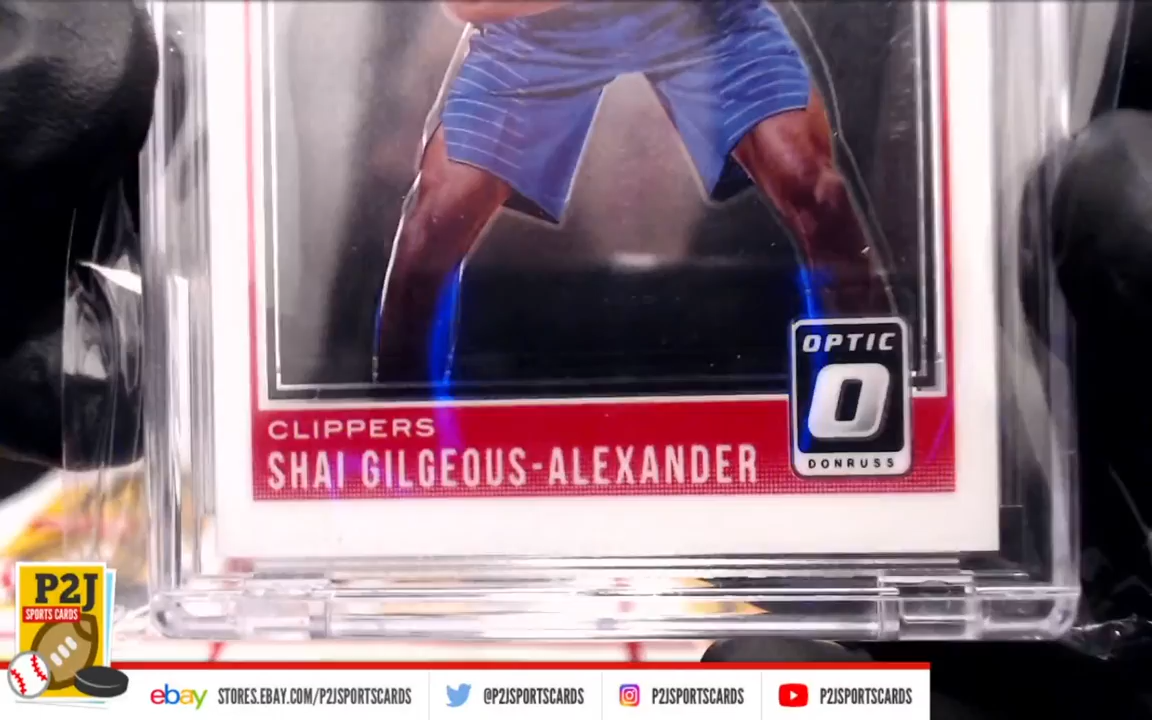 OPTIC
O
DONRUSS
CLIPPERS
SHAI GILGEOUS-ALEXANDER
P2J
SPORTS CARDS
ebay STORES.EBAY.COM/P2JSPORTSCARDS
@P2JSPORTSCARDS
P2JSPORTSCARDS
P2JSPORTSCARDS